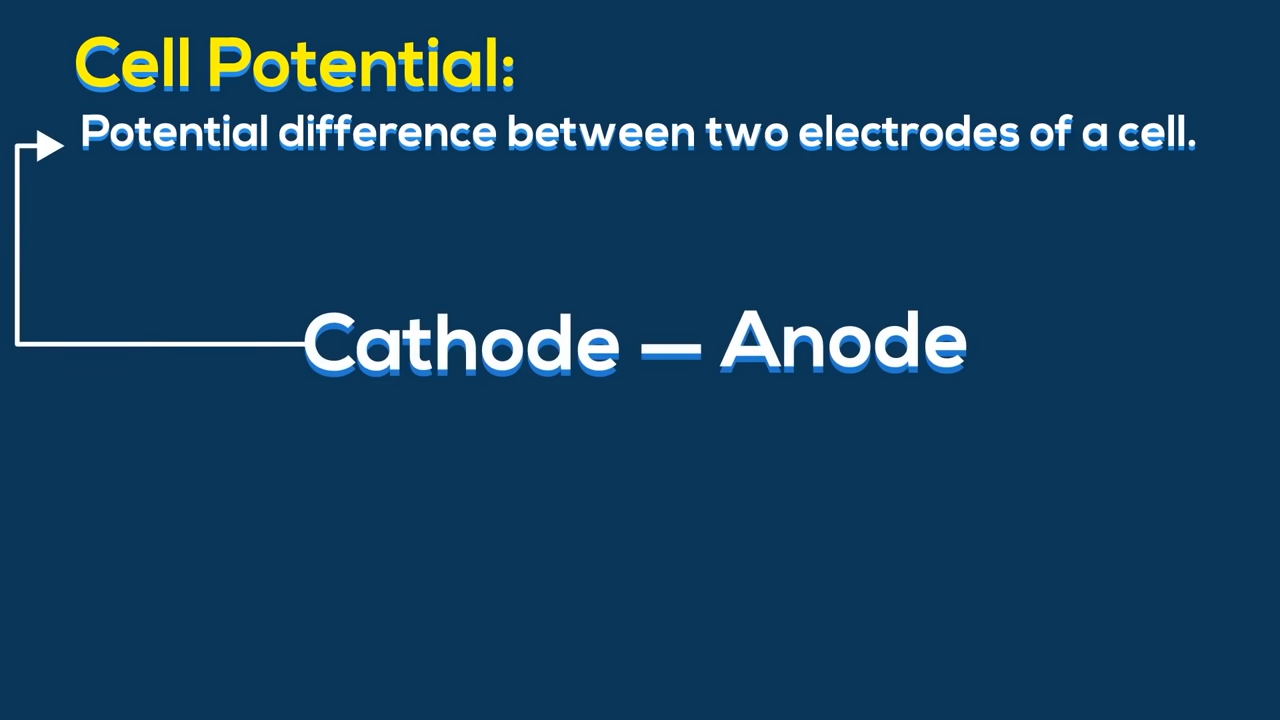 Cell Potential:
Potential difference between two electrodes of a cell.
Cathode — Anode